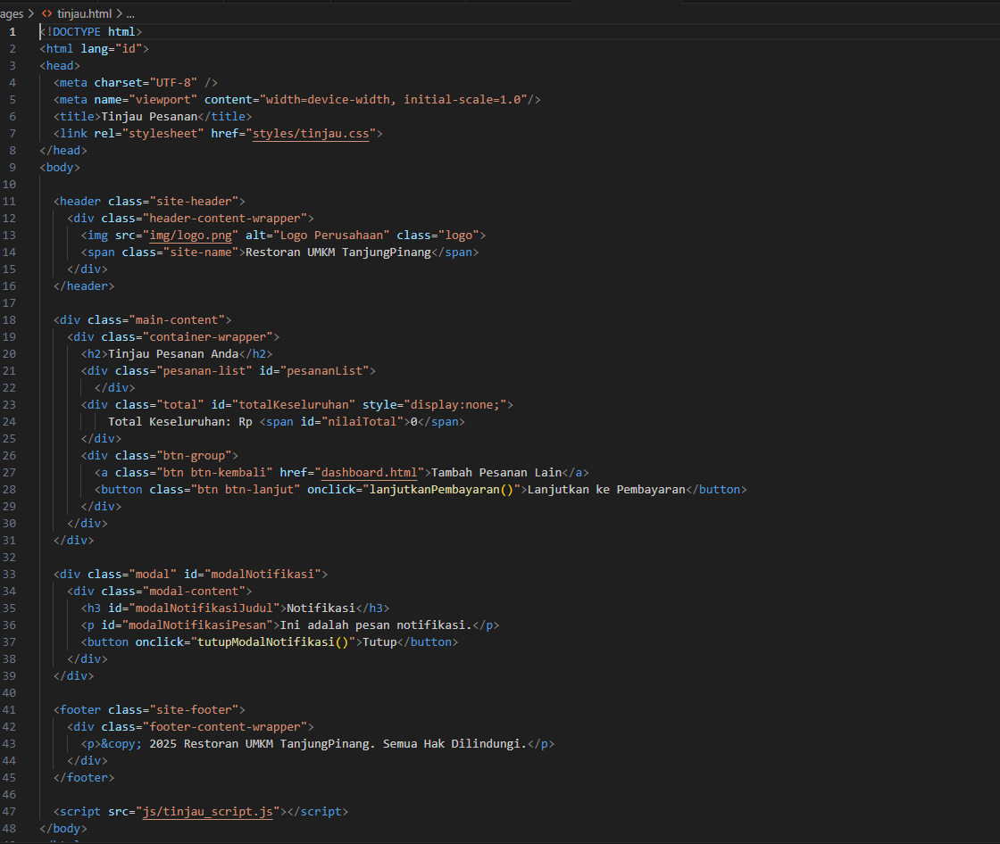 ages > <> tinjau.html > ...
1 <!DOCTYPE html>
2 <html lang="id">
3 <head>
4 <meta charset="UTF-8" />
5 <meta name="viewport" content="width=device-width, initial-scale=1.0"/>
6 <title>Tinjau Pesanan</title>
7 <link rel="stylesheet" href="styles/tinjau.css">
8 </head>
9 <body>
10
11 <header class="site-header">
12 <div class="header-content-wrapper">
13 <img src="img/logo.png" alt="Logo Perusahaan" class="logo">
14 <span class="site-name">Restoran UMKM TanjungPinang</span>
15 </div>
16 </header>
17
18 <div class="main-content">
19 <div class="container-wrapper">
20 <h2>Tinjau Pesanan Anda</h2>
21 <div class="pesanan-list" id="pesananList">
22 </div>
23 <div class="total" id="totalKeseluruhan" style="display:none;">
24 Total Keseluruhan: Rp <span id="nilaiTotal">0</span>
25 </div>
26 <div class="btn-group">
27 <a class="btn btn-kembali" href="dashboard.html">Tambah Pesanan Lain</a>
28 <button class="btn btn-lanjut" onclick="lanjutkanPembayaran()">Lanjutkan ke Pembayaran</button>
29 </div>
30 </div>
31 </div>
32
33 <div class="modal" id="modalNotifikasi">
34 <div class="modal-content">
35 <h3 id="modalNotifikasiJudul">Notifikasi</h3>
36 <p id="modalNotifikasiPesan">Ini adalah pesan notifikasi.</p>
37 <button onclick="tutupModalNotifikasi()">Tutup</button>
38 </div>
39 </div>
40
41 <footer class="site-footer">
42 <div class="footer-content-wrapper">
43 <p>&copy; 2025 Restoran UMKM TanjungPinang. Semua Hak Dilindungi.</p>
44 </div>
45 </footer>
46
47 <script src="js/tinjau_script.js"></script>
48 </body>